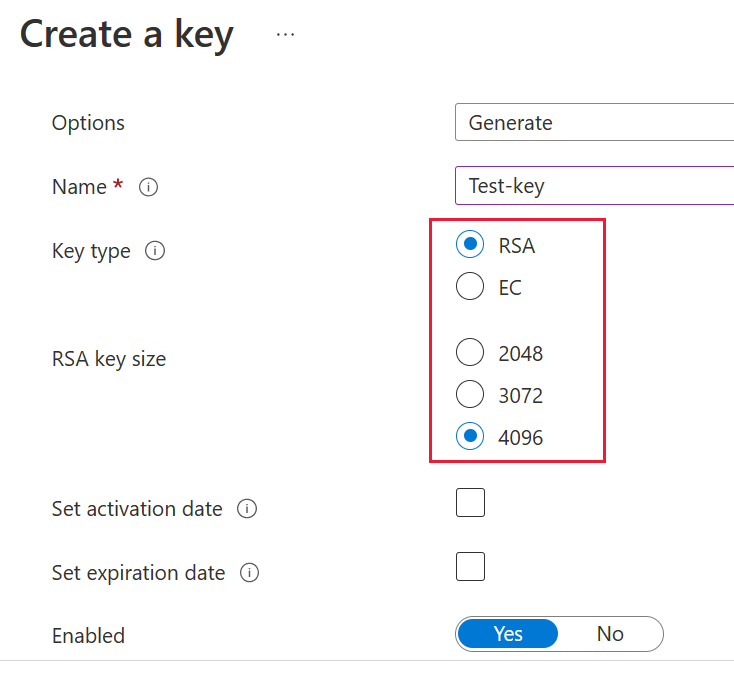 Create a key ...
Options Generate
Name * Test-key
Key type RSA
EC
RSA key size 2048
3072
4096
Set activation date
Set expiration date
Enabled Yes No